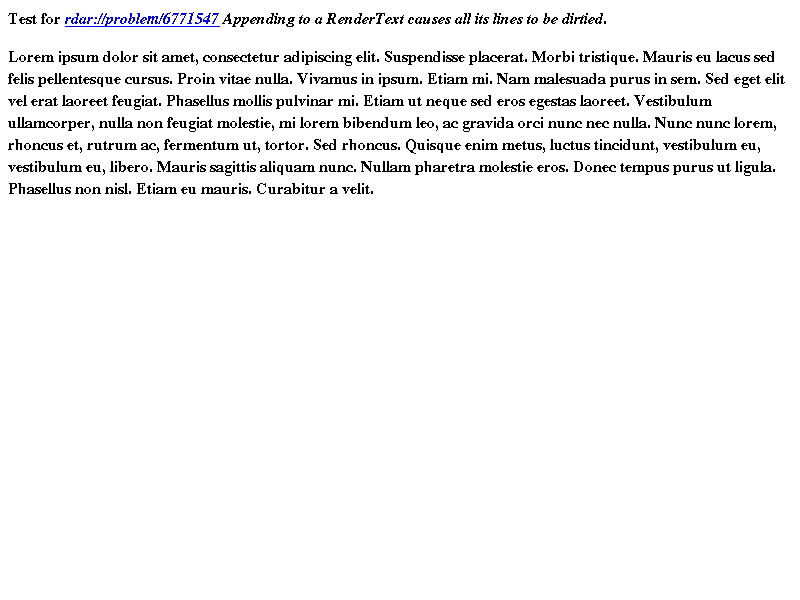 Test for rdar://problem/6771547 Appending to a RenderText causes all its lines to be dirtied.
Lorem ipsum dolor sit amet, consectetur adipiscing elit. Suspendisse placerat. Morbi tristique. Mauris eu lacus sed
felis pellentesque cursus. Proin vitae nulla. Vivamus in ipsum. Etiam mi. Nam malesuada purus in sem. Sed eget elit
vel erat laoreet feugiat. Phasellus mollis pulvinar mi. Etiam ut neque sed eros egestas laoreet. Vestibulum
ullamcorper, nulla non feugiat molestie, mi lorem bibendum leo, ac gravida orci nunc nec nulla. Nunc nunc lorem,
rhoncus et, rutrum ac, fermentum ut, tortor. Sed rhoncus. Quisque enim metus, luctus tincidunt, vestibulum eu,
vestibulum eu, libero. Mauris sagittis aliquam nunc. Nullam pharetra molestie eros. Donec tempus purus ut ligula.
Phasellus non nisl. Etiam eu mauris. Curabitur a velit.